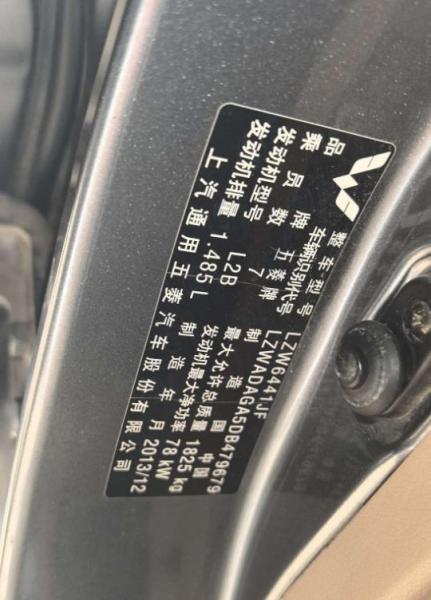 整车型号 LZW6441JF
车辆识别代号 LZWADAGA5DB479679
品牌 五菱牌 制造国 中国
乘员数 7 最大允许总质量 1825 kg
发动机型号 L2B 发动机最大净功率 78 kW
发动机排量 1.485 L 制造年月 2013/12
上汽通用五菱汽车股份有限公司